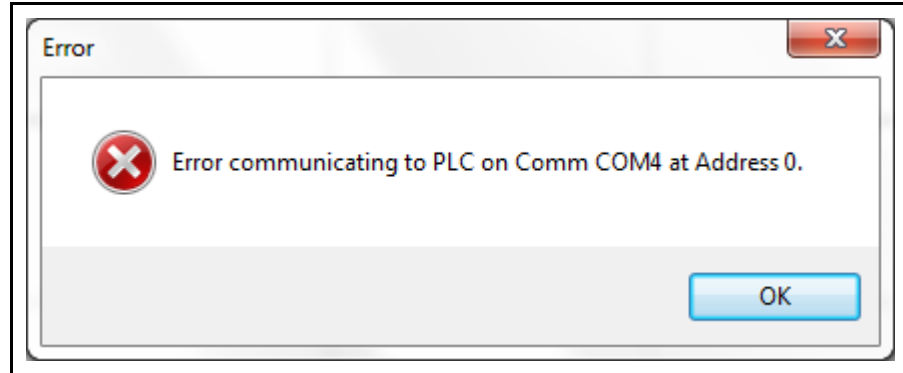 Error
Error communicating to PLC on Comm COM4 at Address 0.
OK